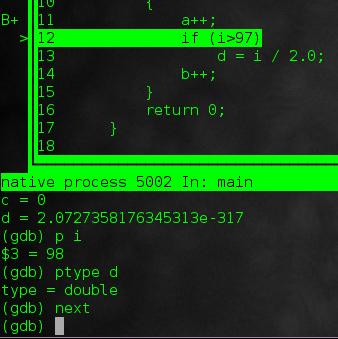 10 {
B+ 11 a++;
> 12 if (i>97)
13 d = i / 2.0;
14 b++;
15 }
16 return 0;
17 }
18
native process 5002 In: main
c = 0
d = 2.0727358176345313e-317
(gdb) p i
$3 = 98
(gdb) ptype d
type = double
(gdb) next
(gdb)